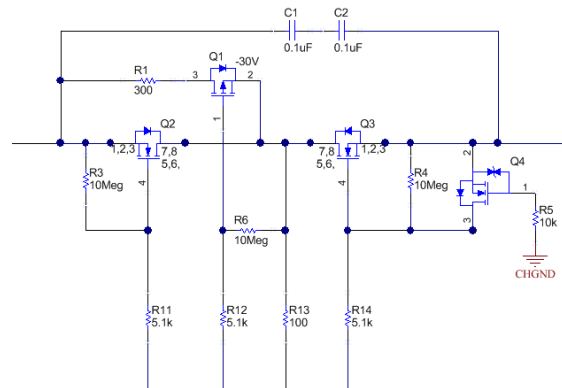 C1 C2
0.1uF 0.1uF
R1
300
Q1
-30V
3 2
1
Q2
1,2,3 7,8
5,6,
4
Q3
7,8 1,2,3
5,6,
4
R3
10Meg
R4
10Meg
2
Q4
1
3
R5
10k
CHGND
R6
10Meg
R11
5.1k
R12
5.1k
R13
100
R14
5.1k